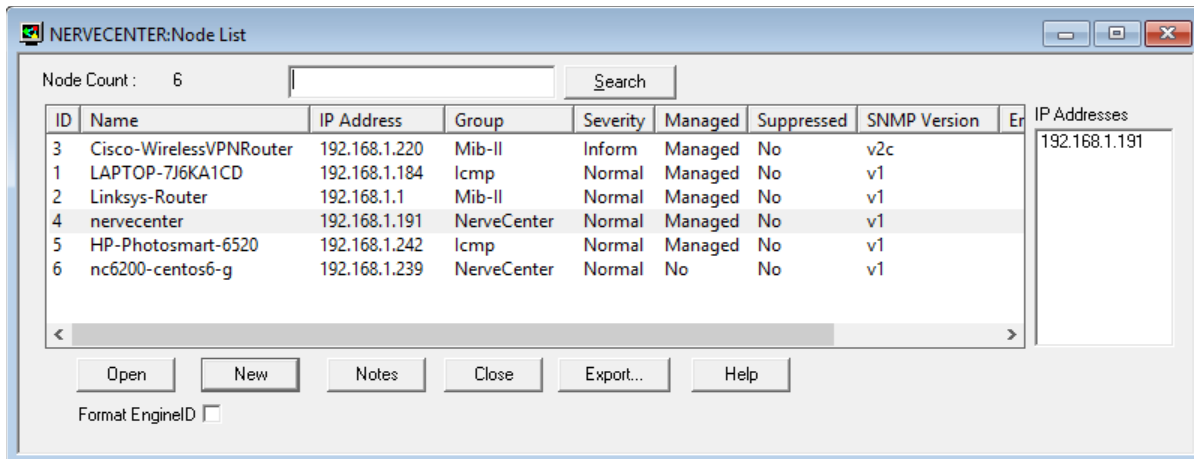 NERVECENTER:Node List
Node Count : 6 Search
ID Name IP Address Group Severity Managed Suppressed SNMP Version Er IP Addresses
3 Cisco-WirelessVPNRouter 192.168.1.220 Mib-II Inform Managed No v2c 192.168.1.191
1 LAPTOP-7J6KA1CD 192.168.1.184 Icmp Normal Managed No v1
2 Linksys-Router 192.168.1.1 Mib-II Normal Managed No v1
4 nervecenter 192.168.1.191 NerveCenter Normal Managed No v1
5 HP-Photosmart-6520 192.168.1.242 Icmp Normal Managed No v1
6 nc6200-centos6-g 192.168.1.239 NerveCenter Normal No No v1
Open New Notes Close Export... Help
Format EngineID